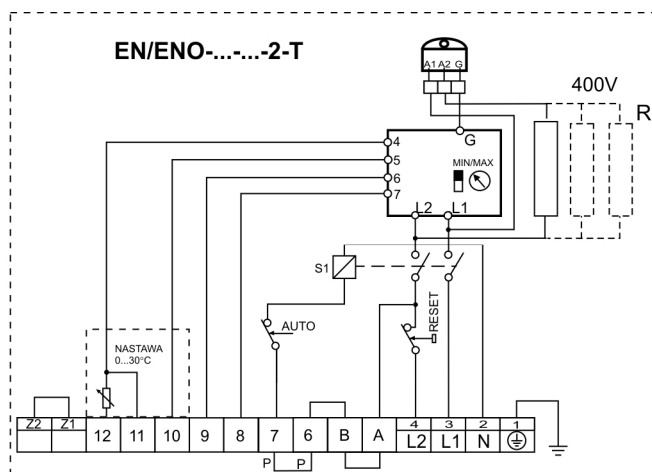 EN/ENO-...-...-2-T
A1 A2 G
400V
R
4
G
5
MIN/MAX
6
7
L2 L1
S1
AUTO
RESET
NASTAWA
0...30°C
Z2 Z1
12 11 10 9 8 7 6 B A
4 3 2 1
L2 L1 N
P P